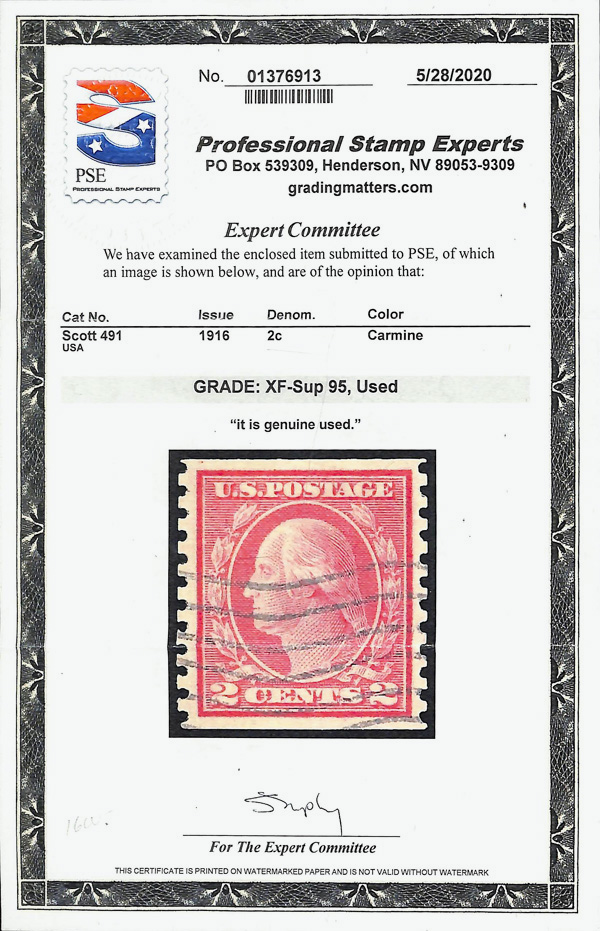 No. 01376913 5/28/2020
PSE
PROFESSIONAL STAMP EXPERTS
Professional Stamp Experts
PO Box 539309, Henderson, NV 89053-9309
gradingmatters.com
Expert Committee
We have examined the enclosed item submitted to PSE, of which
an image is shown below, and are of the opinion that:
Cat No. Issue Denom. Color
Scott 491 1916 2c Carmine
USA
GRADE: XF-Sup 95, Used
“it is genuine used.”
U.S. POSTAGE
2 CENTS 2
For The Expert Committee
THIS CERTIFICATE IS PRINTED ON WATERMARKED PAPER AND IS NOT VALID WITHOUT WATERMARK